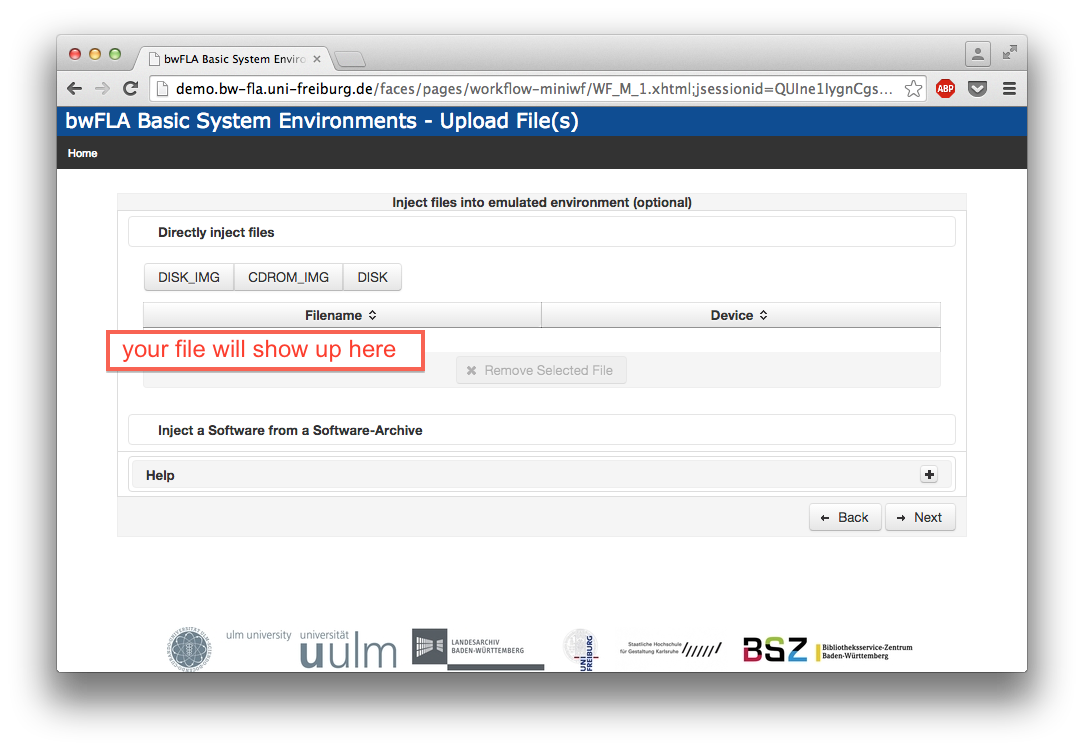 bwFLA Basic System Enviro
demo.bw-fla.uni-freiburg.de/faces/pages/workflow-miniwf/WF_M_1.xhtml;jsessionid=QUIne1lygnCgs...
ABP
bwFLA Basic System Environments - Upload File(s)
Home
Inject files into emulated environment (optional)
Directly inject files
DISK_IMG CDROM_IMG DISK
Filename Device
your file will show up here
Remove Selected File
Inject a Software from a Software-Archive
Help
Back Next
ulm university universität
uulm
LANDESARCHIV
BADEN-WÜRTTEMBERG
UNI
FREIBURG
Staatliche Hochschule
für Gestaltung Karlsruhe
BSZ
Bibliotheksservice-Zentrum
Baden-Württemberg